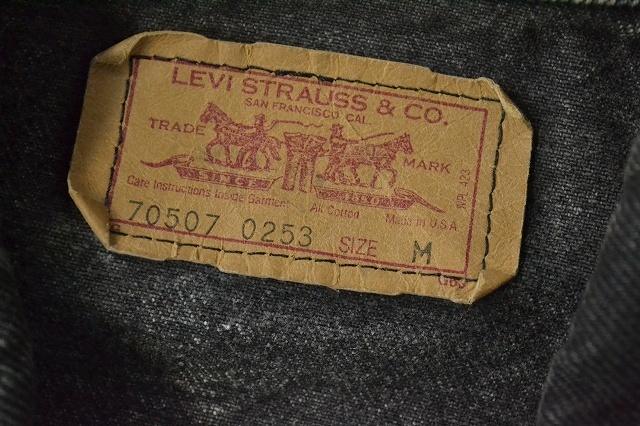 LEVI STRAUSS & CO.
SAN FRANCISCO, CAL.
TRADE MARK
SINCE
Care Instructions Inside Garment All Cotton Made in U.S.A.
70507 0253 SIZE M